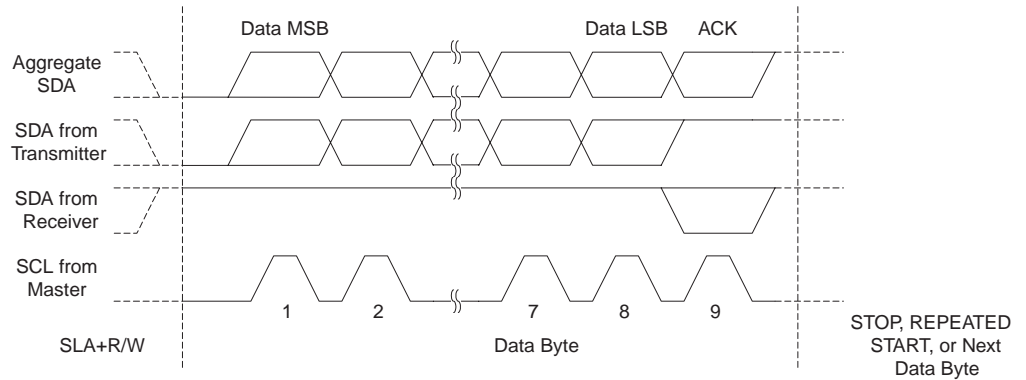 Data MSB
Data LSB
ACK
Aggregate
SDA
SDA from
Transmitter
SDA from
Receiver
SCL from
Master
1
2
7
8
9
SLA+R/W
Data Byte
STOP, REPEATED
START, or Next
Data Byte